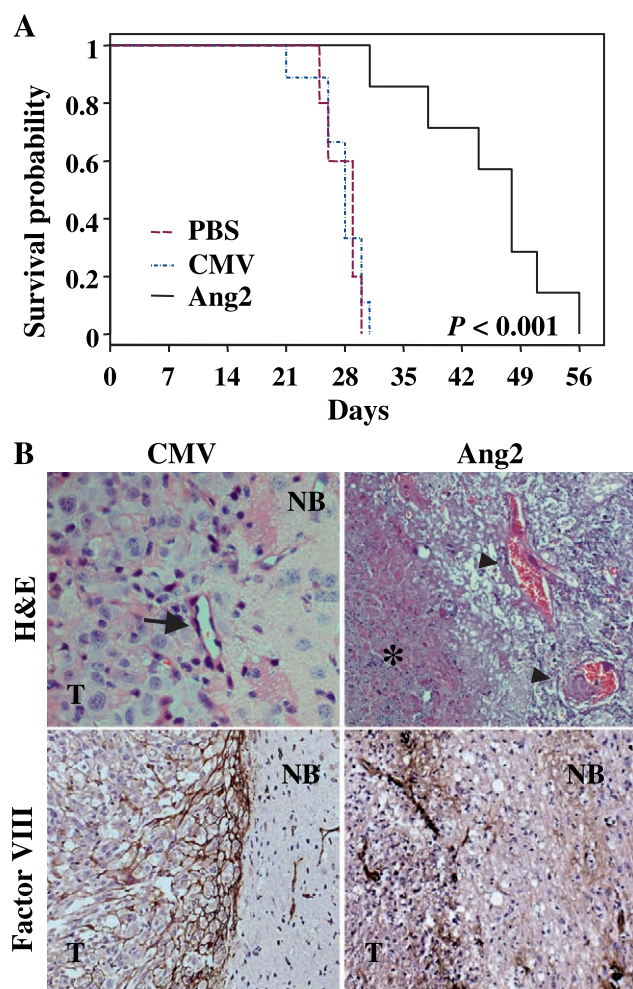 A
Survival probability
1
0.8
0.6
0.4
0.2
0
PBS
CMV
Ang2
P < 0.001
0 7 14 21 28 35 42 49 56
Days
B
CMV Ang2
H&E
NB
T
*
Factor VIII
NB NB
T T